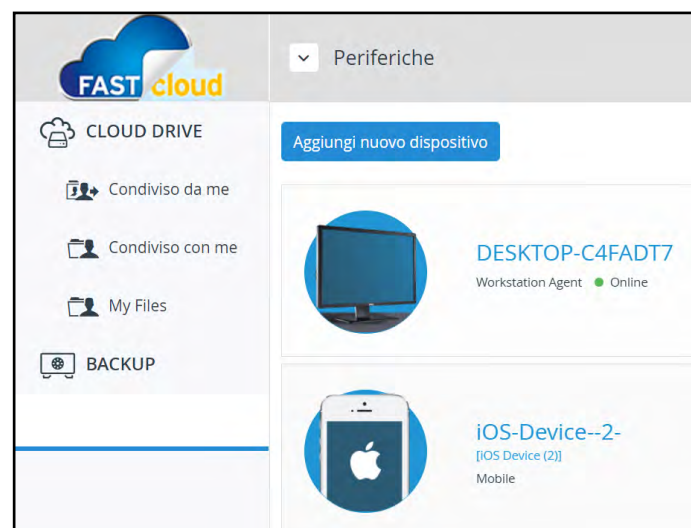 FAST cloud
CLOUD DRIVE
Condiviso da me
Condiviso con me
My Files
BACKUP
Periferiche
Aggiungi nuovo dispositivo
DESKTOP-C4FADT7
Workstation Agent Online
iOS-Device--2-
[iOS Device (2)]
Mobile